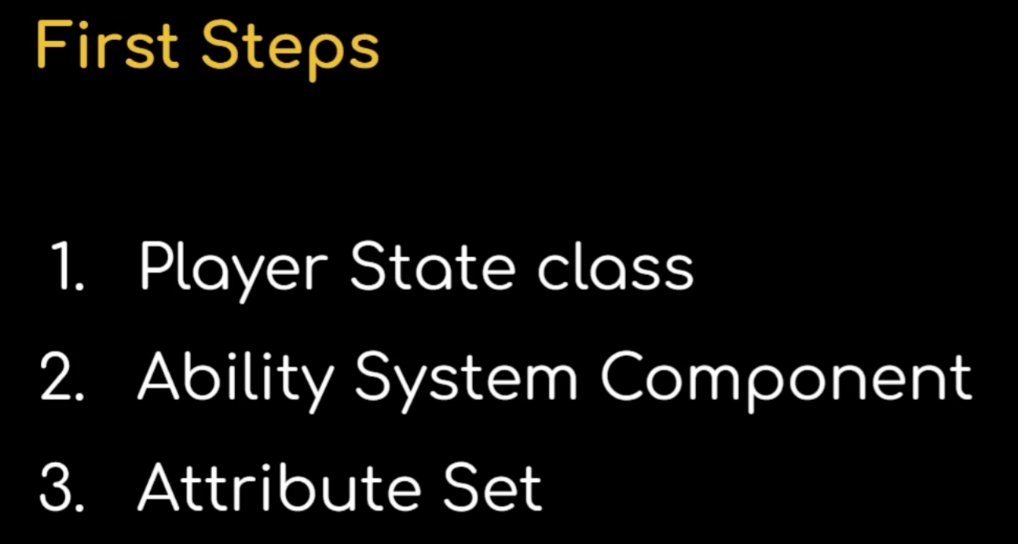 First Steps
1. Player State class
2. Ability System Component
3. Attribute Set